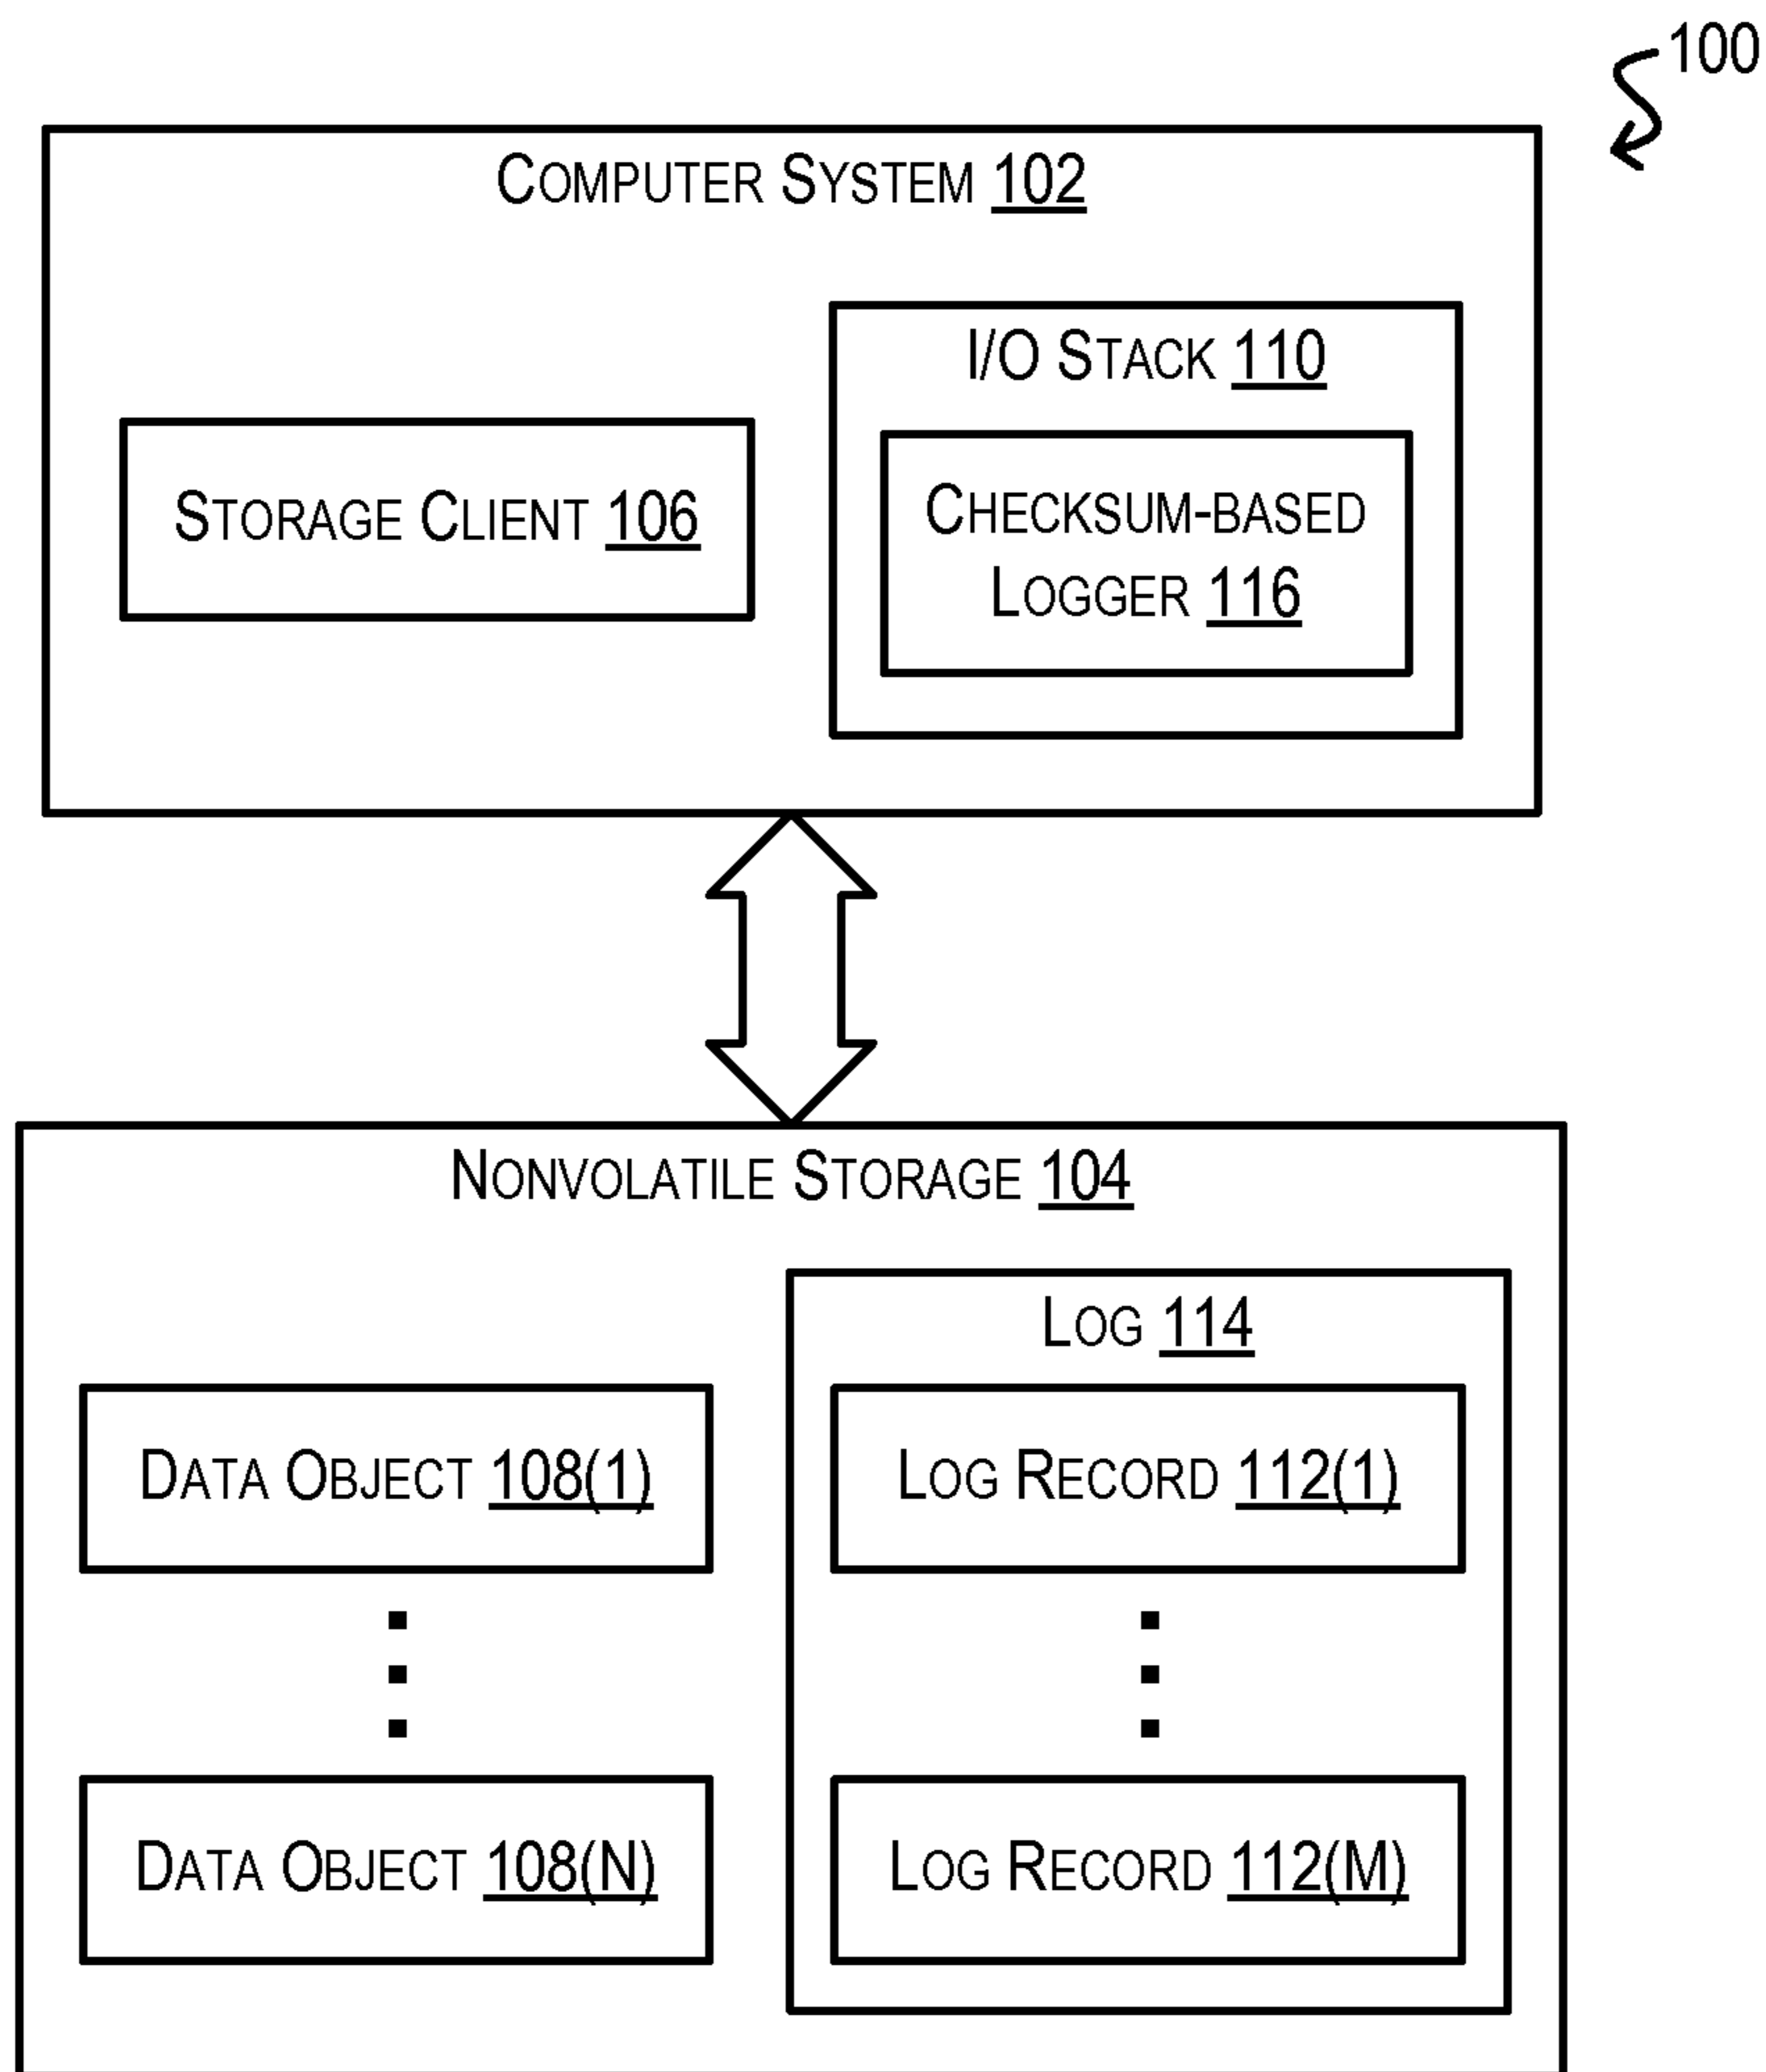 100
Computer System 102
I/O Stack 110
Storage Client 106
Checksum-based
Logger 116
Nonvolatile Storage 104
Log 114
Data Object 108(1)
Log Record 112(1)
Data Object 108(N)
Log Record 112(M)